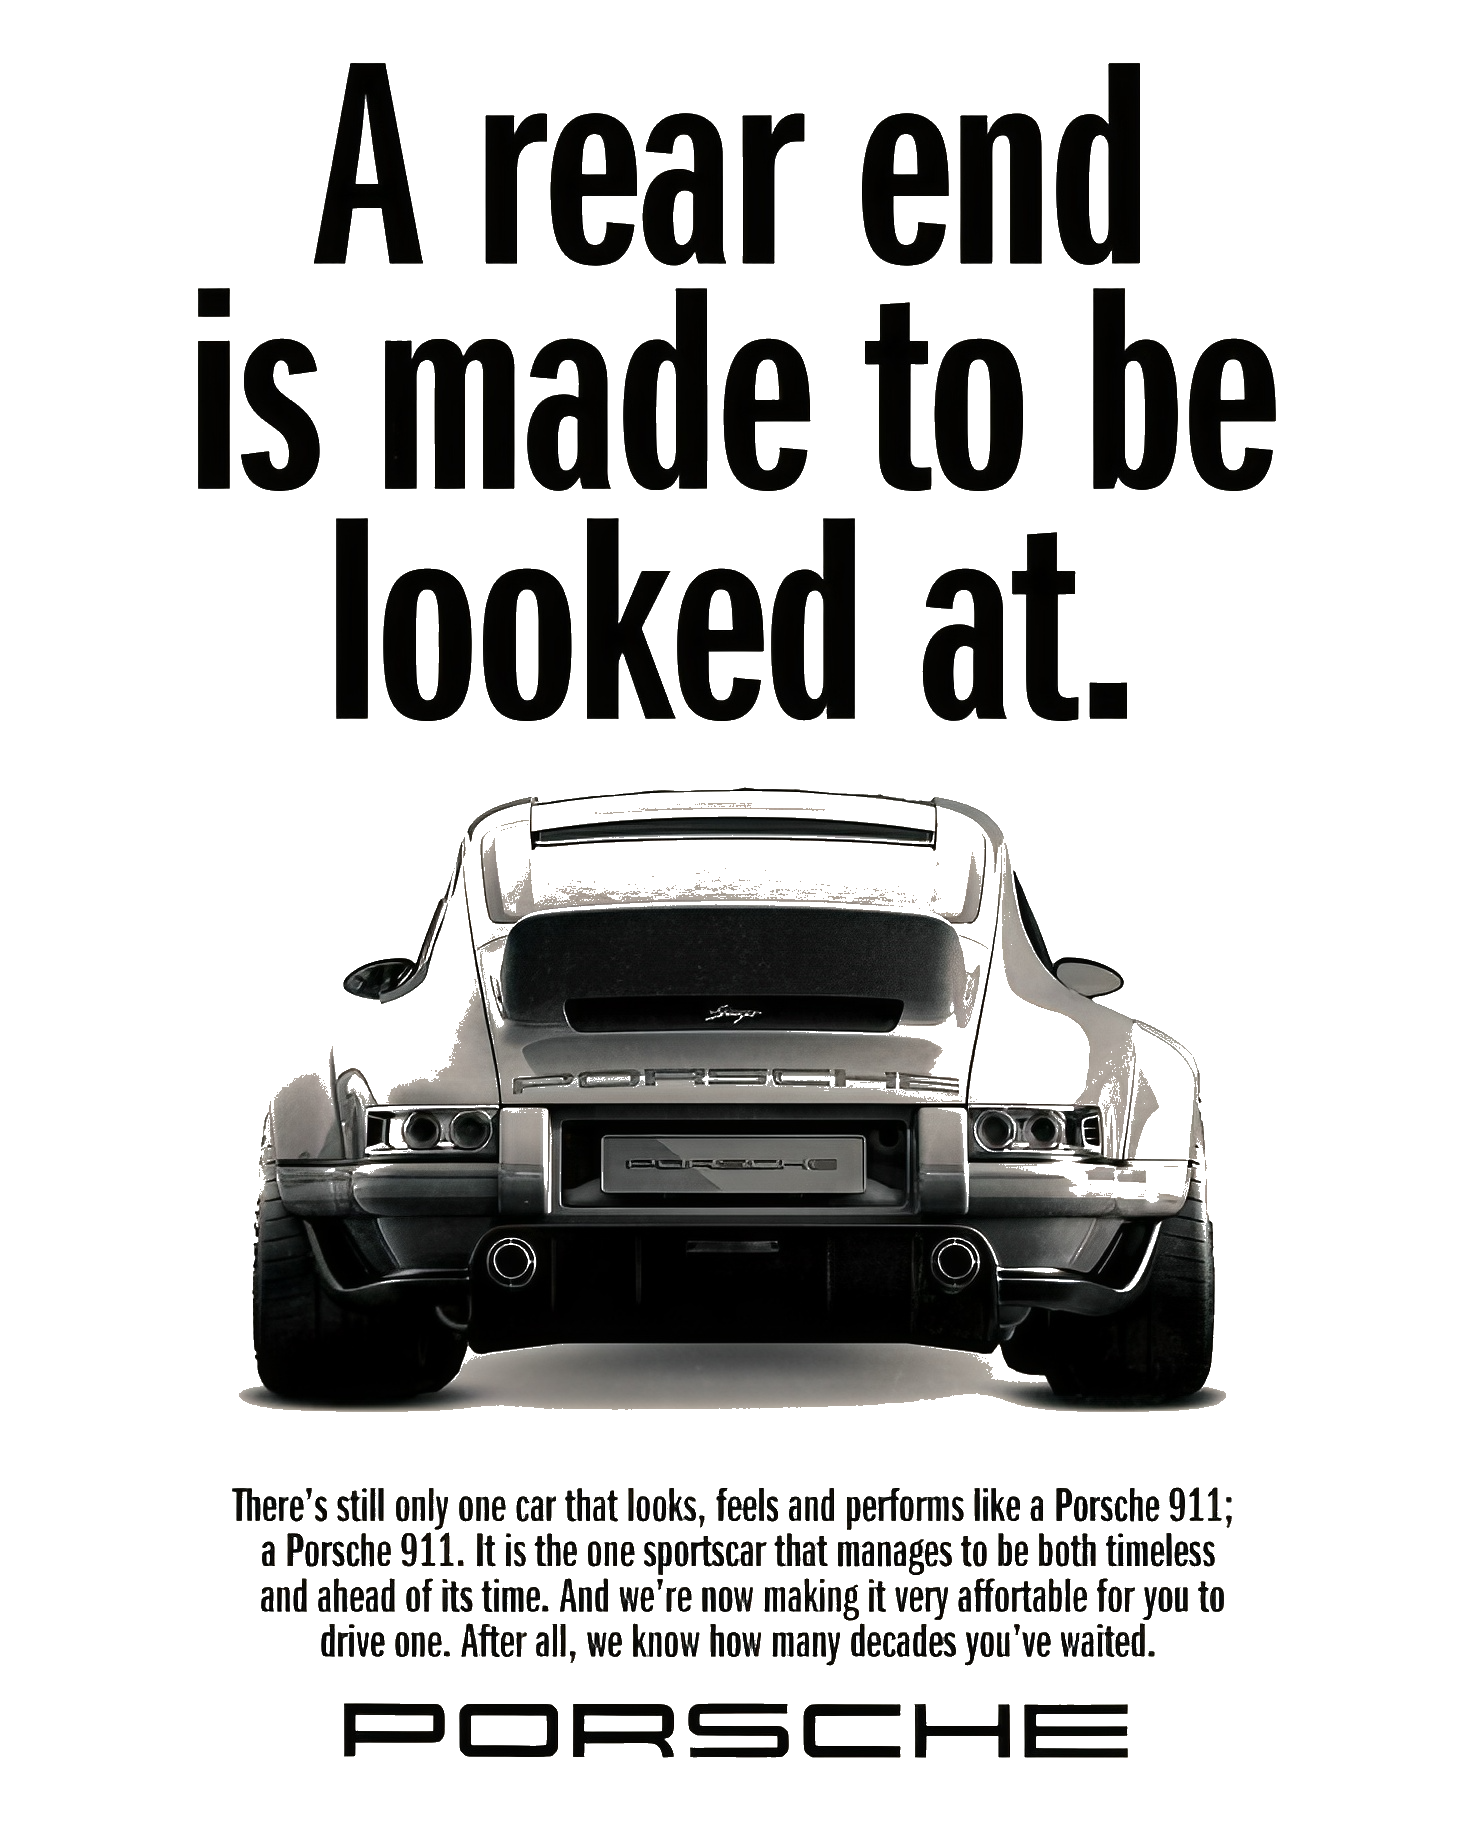 A rear end
is made to be
looked at.
Singer
PORSCHE
PORSCHE
There's still only one car that looks, feels and performs like a Porsche 911;
a Porsche 911. It is the one sportscar that manages to be both timeless
and ahead of its time. And we're now making it very affortable for you to
drive one. After all, we know how many decades you've waited.
PORSCHE